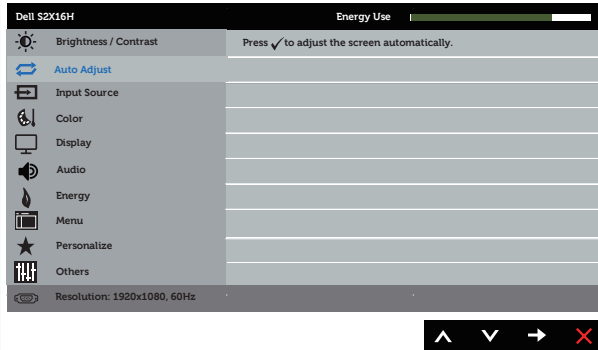 Dell S2X16H
Energy Use
Brightness / Contrast
Press ✓ to adjust the screen automatically.
Auto Adjust
Input Source
Color
Display
Audio
Energy
Menu
Personalize
Others
Resolution: 1920x1080, 60Hz